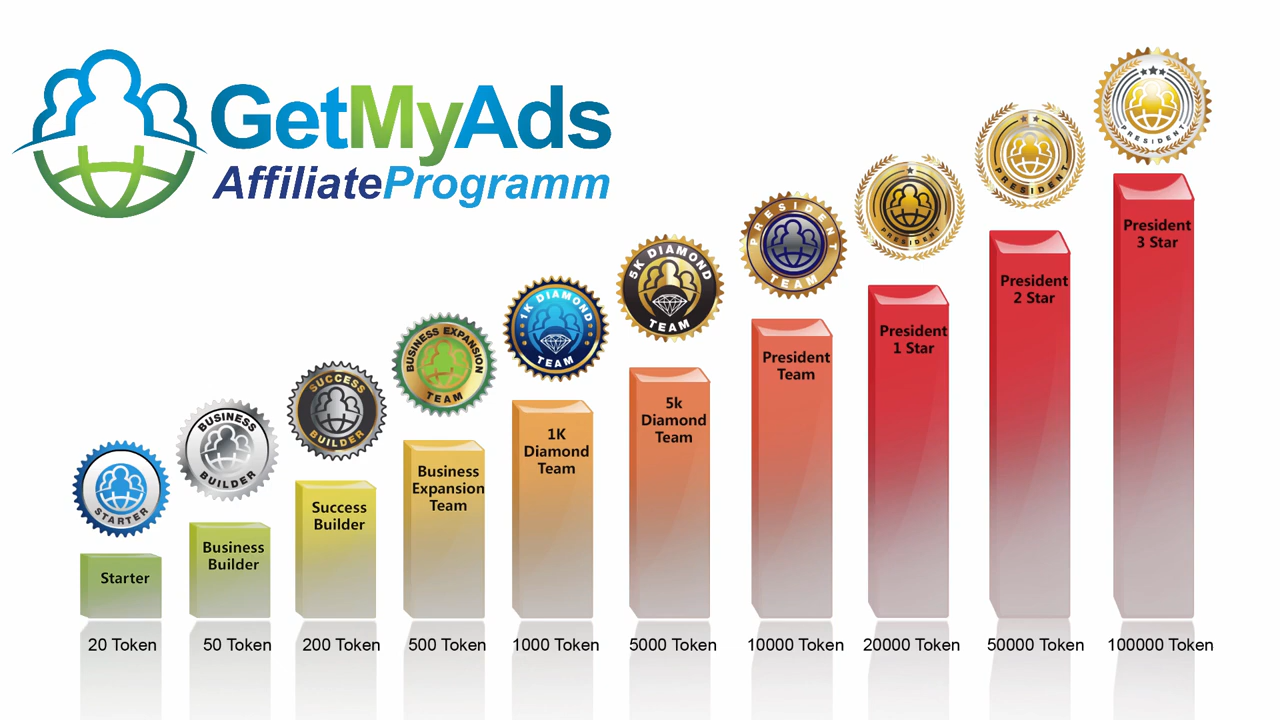 GetMyAds
AffiliateProgramm
STARTER
BUSINESS
BUILDER
SUCCESS
BUILDER
BUSINESS EXPANSION
TEAM
1K DIAMOND
TEAM
5K DIAMOND
TEAM
PRESIDENT
TEAM
PRESIDENT
PRESIDENT
PRESIDENT
Starter
Business
Builder
Success
Builder
Business
Expansion
Team
1K
Diamond
Team
5k
Diamond
Team
President
Team
President
1 Star
President
2 Star
President
3 Star
20 Token
50 Token
200 Token
500 Token
1000 Token
5000 Token
10000 Token
20000 Token
50000 Token
100000 Token